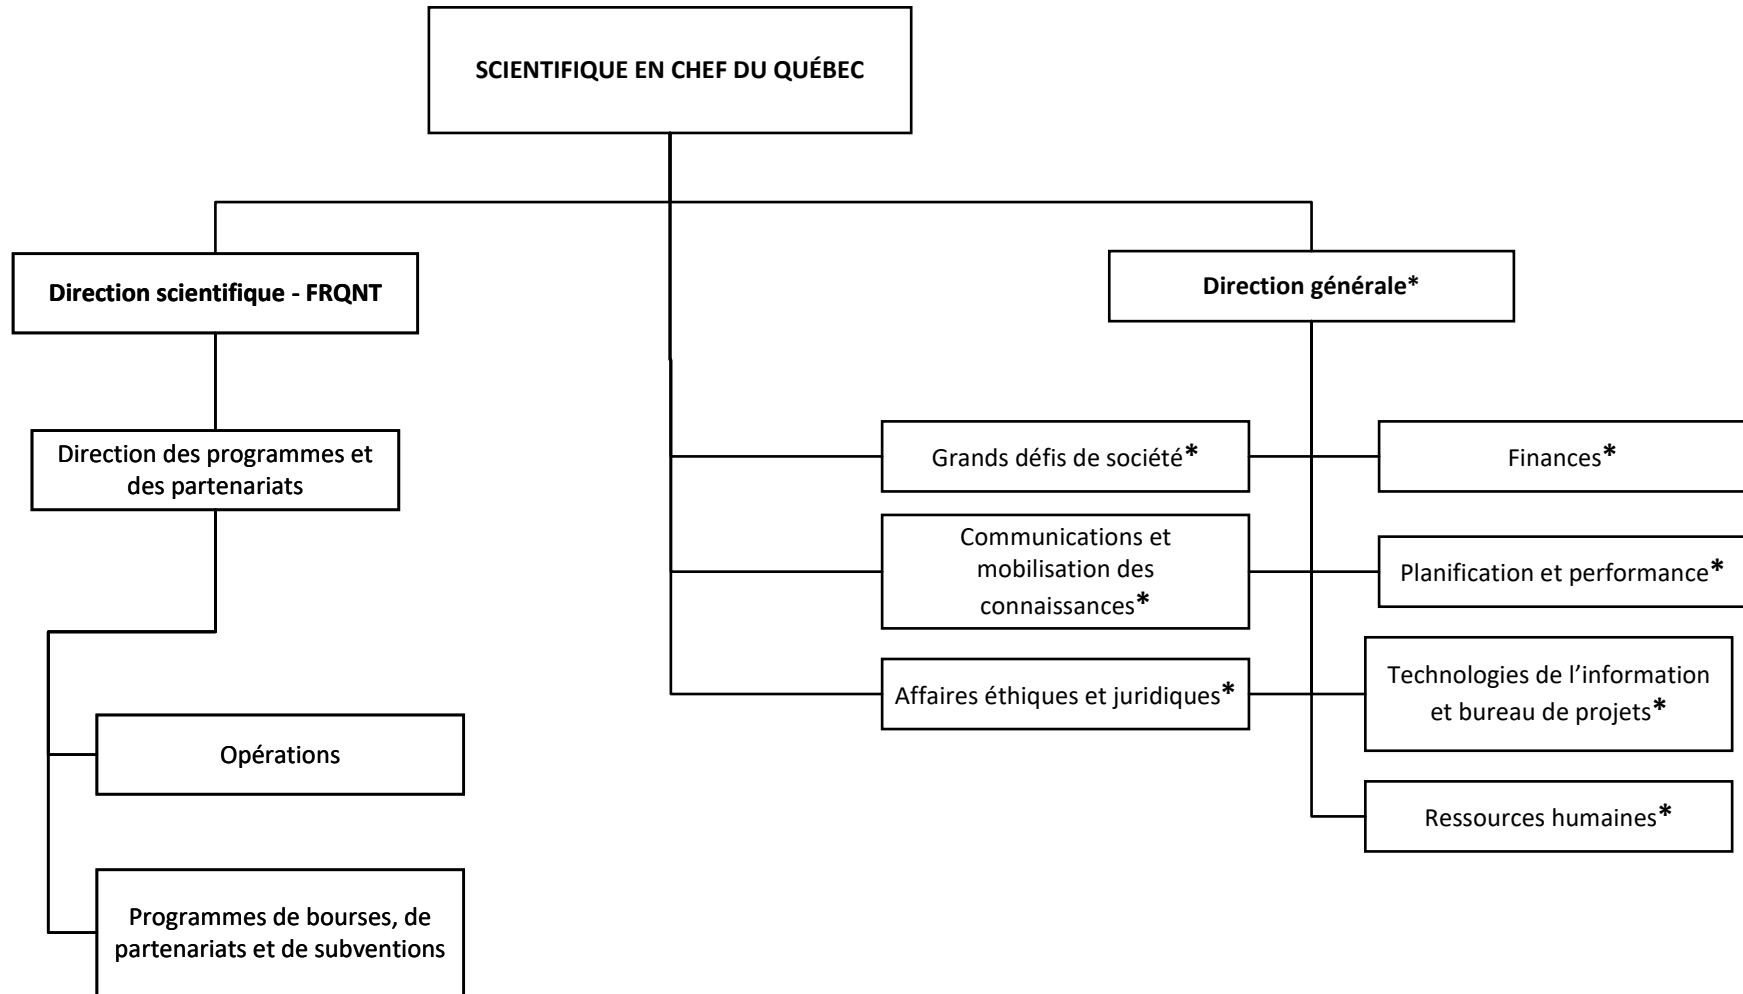 SCIENTIFIQUE EN CHEF DU QUÉBEC
Direction scientifique - FRQNT
Direction générale*
Direction des programmes et
des partenariats
Grands défis de société*
Finances*
Communications et
mobilisation des
connaissances*
Planification et performance*
Affaires éthiques et juridiques*
Technologies de l’information
et bureau de projets*
Opérations
Ressources humaines*
Programmes de bourses, de
partenariats et de subventions